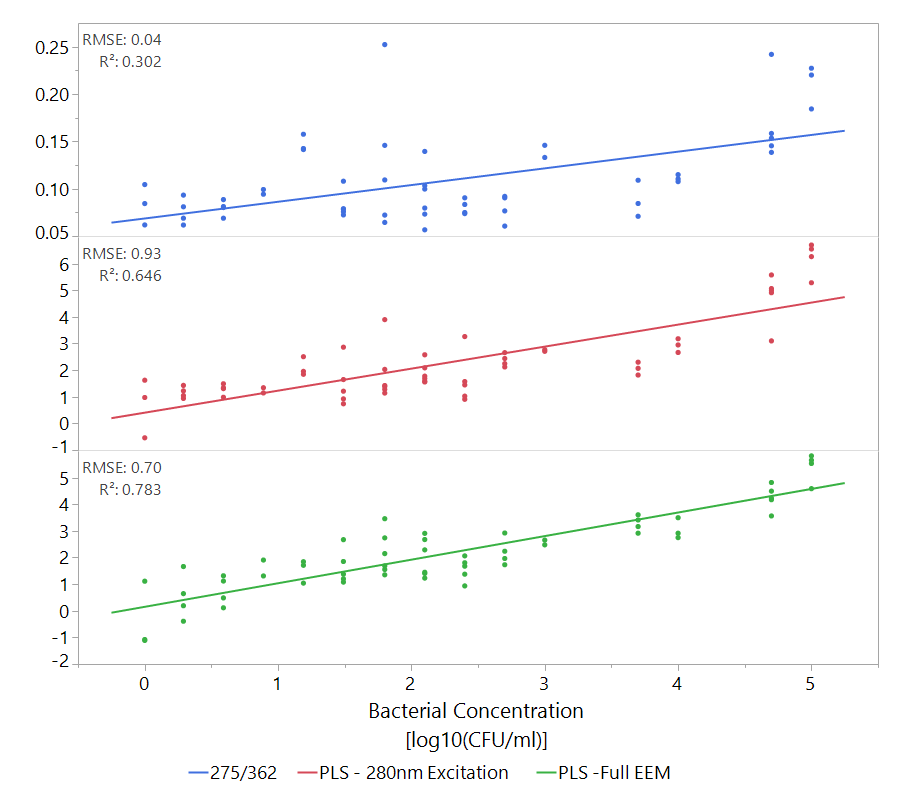 RMSE: 0.04
R²: 0.302
0.25
0.20
0.15
0.10
0.05
RMSE: 0.93
R²: 0.646
6
5
4
3
2
1
0
-1
RMSE: 0.70
R²: 0.783
5
4
3
2
1
0
-1
-2
0 1 2 3 4 5
Bacterial Concentration
[log10(CFU/ml)]
275/362 PLS - 280nm Excitation PLS -Full EEM